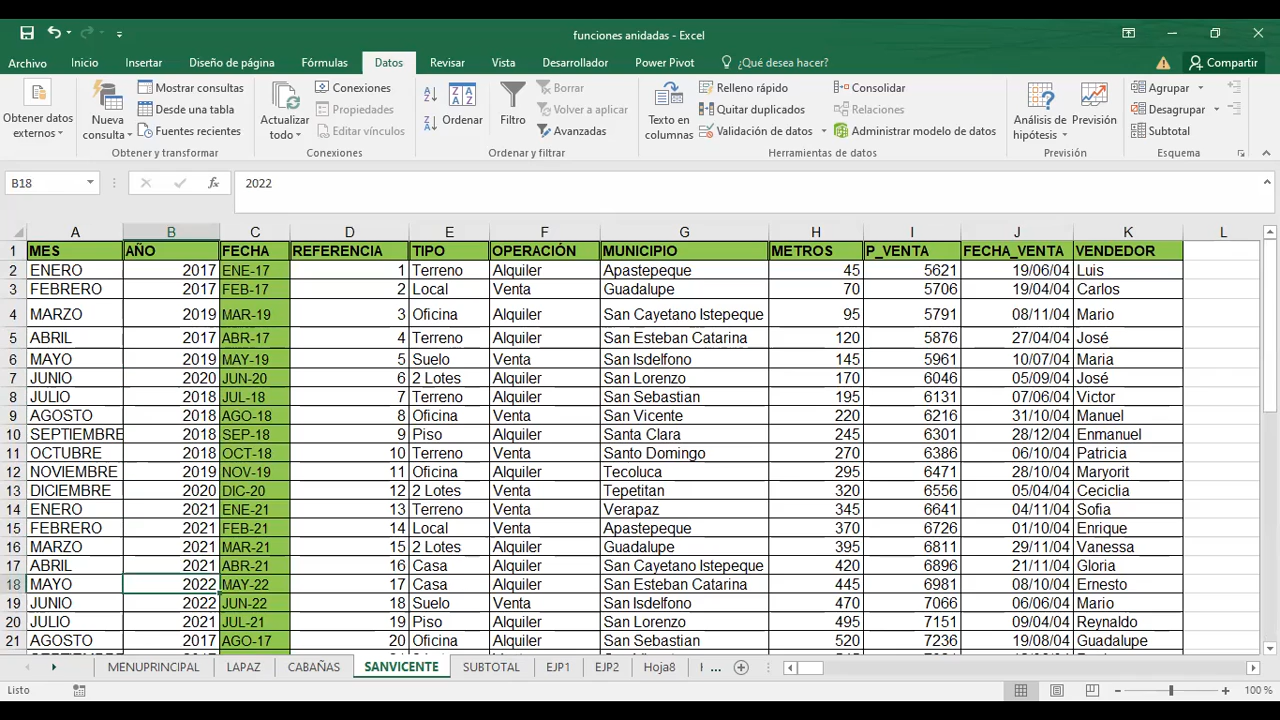 funciones anidadas - Excel
Archivo Inicio Insertar Diseño de página Fórmulas Datos Revisar Vista Desarrollador Power Pivot ¿Qué desea hacer? Compartir
Obtener datos externos
Nueva consulta
Mostrar consultas
Desde una tabla
Fuentes recientes
Obtener y transformar
Actualizar todo
Conexiones
Propiedades
Editar vínculos
Conexiones
Ordenar
Filtro
Borrar
Volver a aplicar
Avanzadas
Ordenar y filtrar
Texto en columnas
Relleno rápido
Quitar duplicados
Validación de datos
Consolidar
Relaciones
Administrar modelo de datos
Herramientas de datos
Análisis de hipótesis
Previsión
Previsión
Agrupar
Desagrupar
Subtotal
Esquema
B18 fx 2022
A B C D E F G H I J K L
1 MES AÑO FECHA REFERENCIA TIPO OPERACIÓN MUNICIPIO METROS P_VENTA FECHA_VENTA VENDEDOR
2 ENERO 2017 ENE-17 1 Terreno Alquiler Apastepeque 45 5621 19/06/04 Luis
3 FEBRERO 2017 FEB-17 2 Local Venta Guadalupe 70 5706 19/04/04 Carlos
4 MARZO 2019 MAR-19 3 Oficina Alquiler San Cayetano Istepeque 95 5791 08/11/04 Mario
5 ABRIL 2017 ABR-17 4 Terreno Alquiler San Esteban Catarina 120 5876 27/04/04 José
6 MAYO 2019 MAY-19 5 Suelo Venta San Isdelfono 145 5961 10/07/04 Maria
7 JUNIO 2020 JUN-20 6 2 Lotes Alquiler San Lorenzo 170 6046 05/09/04 José
8 JULIO 2018 JUL-18 7 Terreno Alquiler San Sebastian 195 6131 07/06/04 Victor
9 AGOSTO 2018 AGO-18 8 Oficina Venta San Vicente 220 6216 31/10/04 Manuel
10 SEPTIEMBRE 2018 SEP-18 9 Piso Alquiler Santa Clara 245 6301 28/12/04 Enmanuel
11 OCTUBRE 2018 OCT-18 10 Terreno Venta Santo Domingo 270 6386 06/10/04 Patricia
12 NOVIEMBRE 2019 NOV-19 11 Oficina Alquiler Tecoluca 295 6471 28/10/04 Maryorit
13 DICIEMBRE 2020 DIC-20 12 2 Lotes Venta Tepetitan 320 6556 05/04/04 Ceciclia
14 ENERO 2021 ENE-21 13 Terreno Venta Verapaz 345 6641 04/11/04 Sofia
15 FEBRERO 2021 FEB-21 14 Local Venta Apastepeque 370 6726 01/10/04 Enrique
16 MARZO 2021 MAR-21 15 2 Lotes Alquiler Guadalupe 395 6811 29/11/04 Vanessa
17 ABRIL 2021 ABR-21 16 Casa Alquiler San Cayetano Istepeque 420 6896 21/11/04 Gloria
18 MAYO 2022 MAY-22 17 Casa Alquiler San Esteban Catarina 445 6981 08/10/04 Ernesto
19 JUNIO 2022 JUN-22 18 Suelo Venta San Isdelfono 470 7066 06/06/04 Mario
20 JULIO 2021 JUL-21 19 Piso Alquiler San Lorenzo 495 7151 09/04/04 Reynaldo
21 AGOSTO 2017 AGO-17 20 Oficina Alquiler San Sebastian 520 7236 19/08/04 Guadalupe
MENUPRINCIPAL LAPAZ CABAÑAS SANVICENTE SUBTOTAL EJP1 EJP2 Hoja8 ...
Listo 100 %